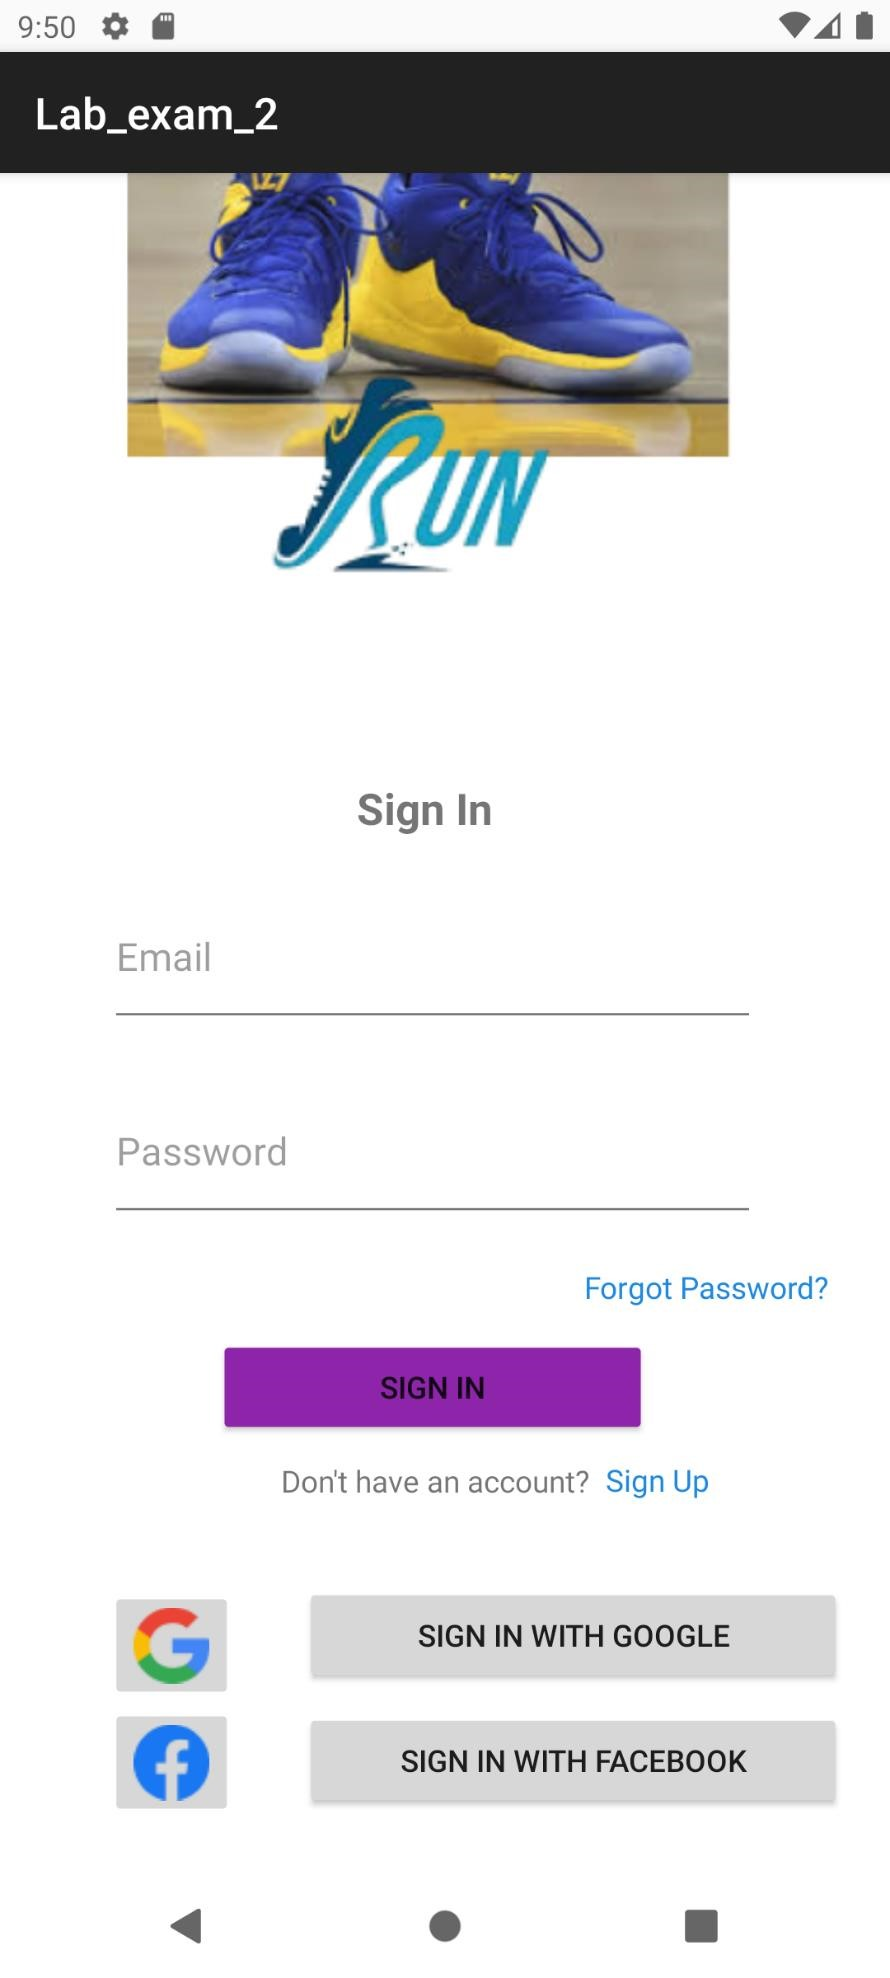 9:50
Lab_exam_2
RUN
Sign In
Email
Password
Forgot Password?
SIGN IN
Don't have an account? Sign Up
SIGN IN WITH GOOGLE
SIGN IN WITH FACEBOOK